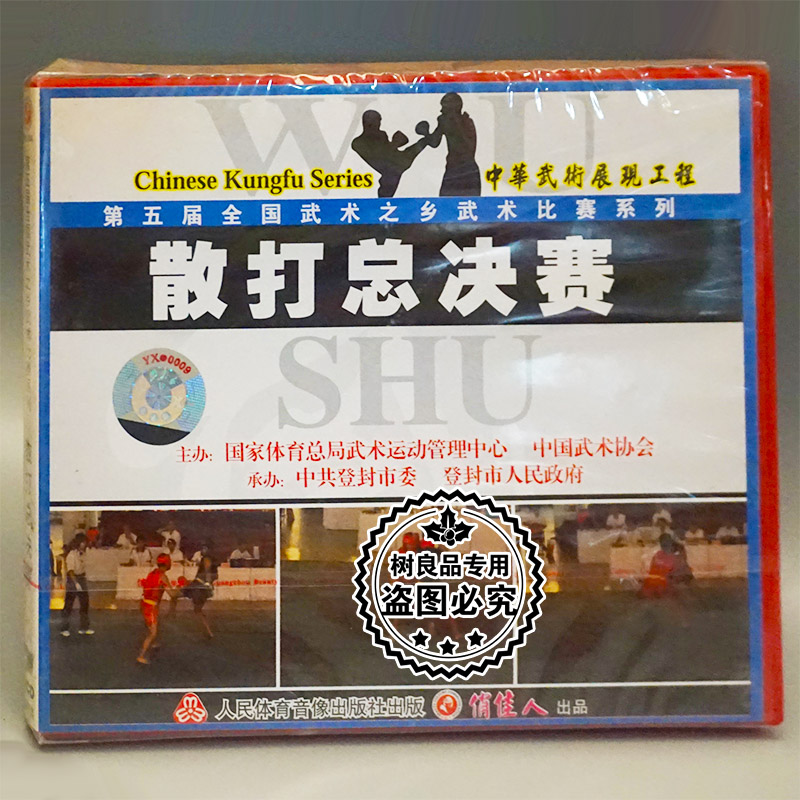 WU
Chinese Kungfu Series 中華武術展現工程
第五届全国武术之乡武术比赛系列
散打总决赛
YX●0009
SHU
主办: 国家体育总局武术运动管理中心 中国武术协会
承办: 中共登封市委 登封市人民政府
树良品专用
盗图必究
人民体育音像出版社出版 俏佳人 出品